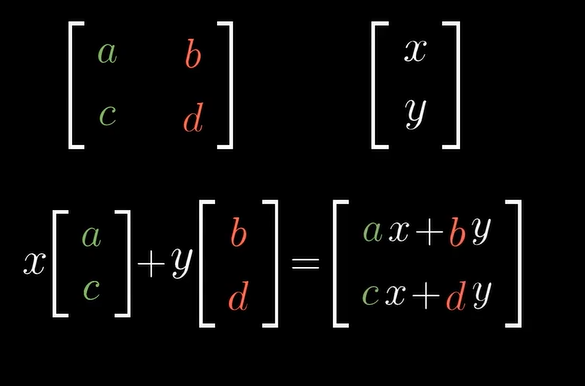 [a b; c d] [x; y]
x[a; c]+y[b; d]=[ax+by; cx+dy]